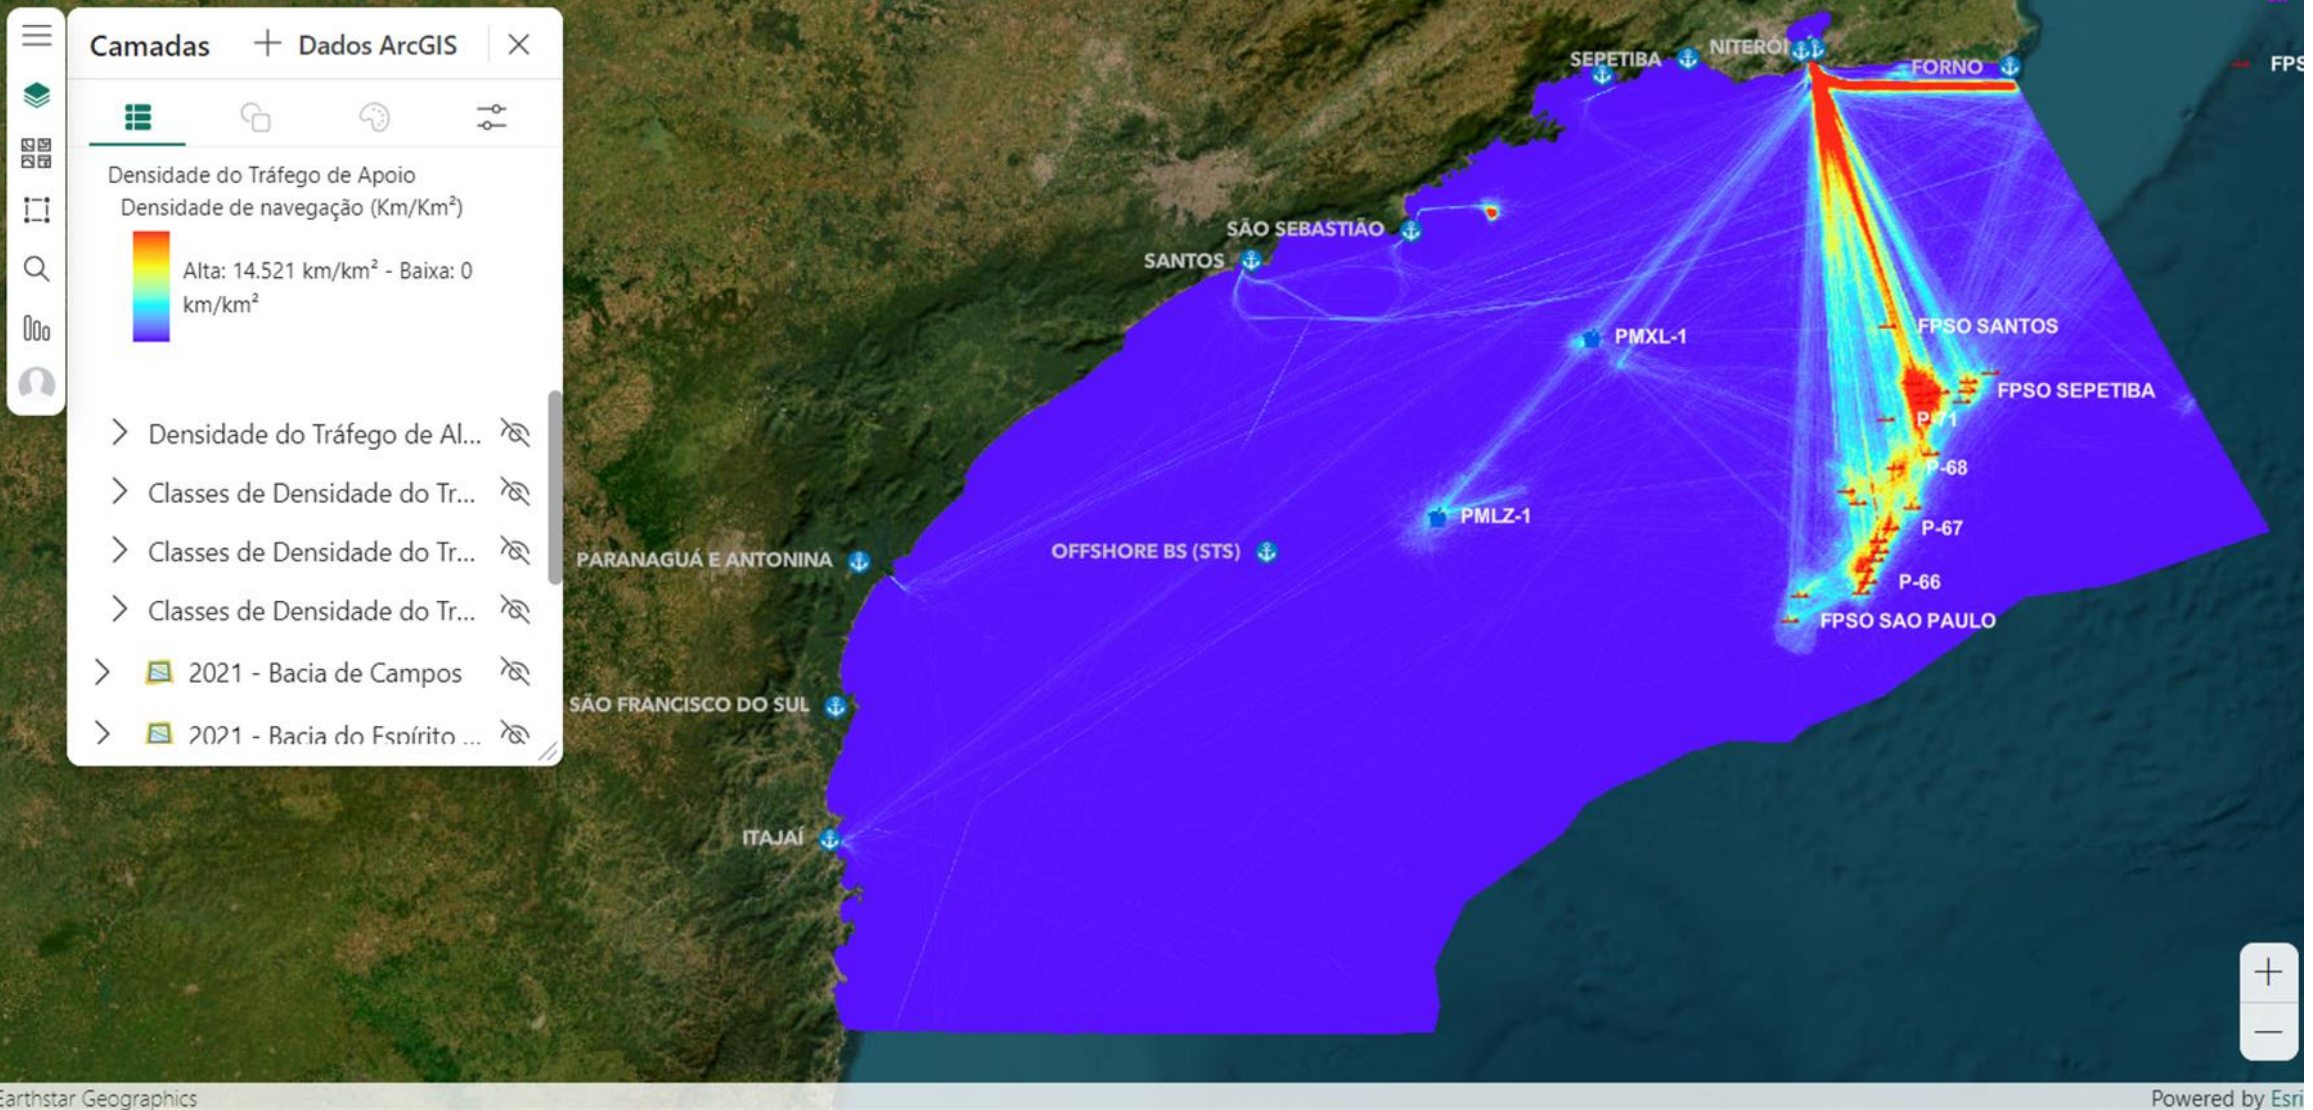 Camadas
Dados ArcGIS
Densidade do Tráfego de Apoio
Densidade de navegação (Km/Km²)
Alta: 14.521 km/km² - Baixa: 0
km/km²
Densidade do Tráfego de Al...
Classes de Densidade do Tr...
Classes de Densidade do Tr...
Classes de Densidade do Tr...
2021 - Bacia de Campos
2021 - Bacia do Espírito ...
SEPETIBA
NITERÓI
FORNO
FPS
SÃO SEBASTIÃO
SANTOS
FPSO SANTOS
PMXL-1
FPSO SEPETIBA
P-71
P-68
PMLZ-1
P-67
OFFSHORE BS (STS)
PARANAGUÁ E ANTONINA
P-66
FPSO SAO PAULO
SÃO FRANCISCO DO SUL
ITAJAÍ
Earthstar Geographics
Powered by Esri